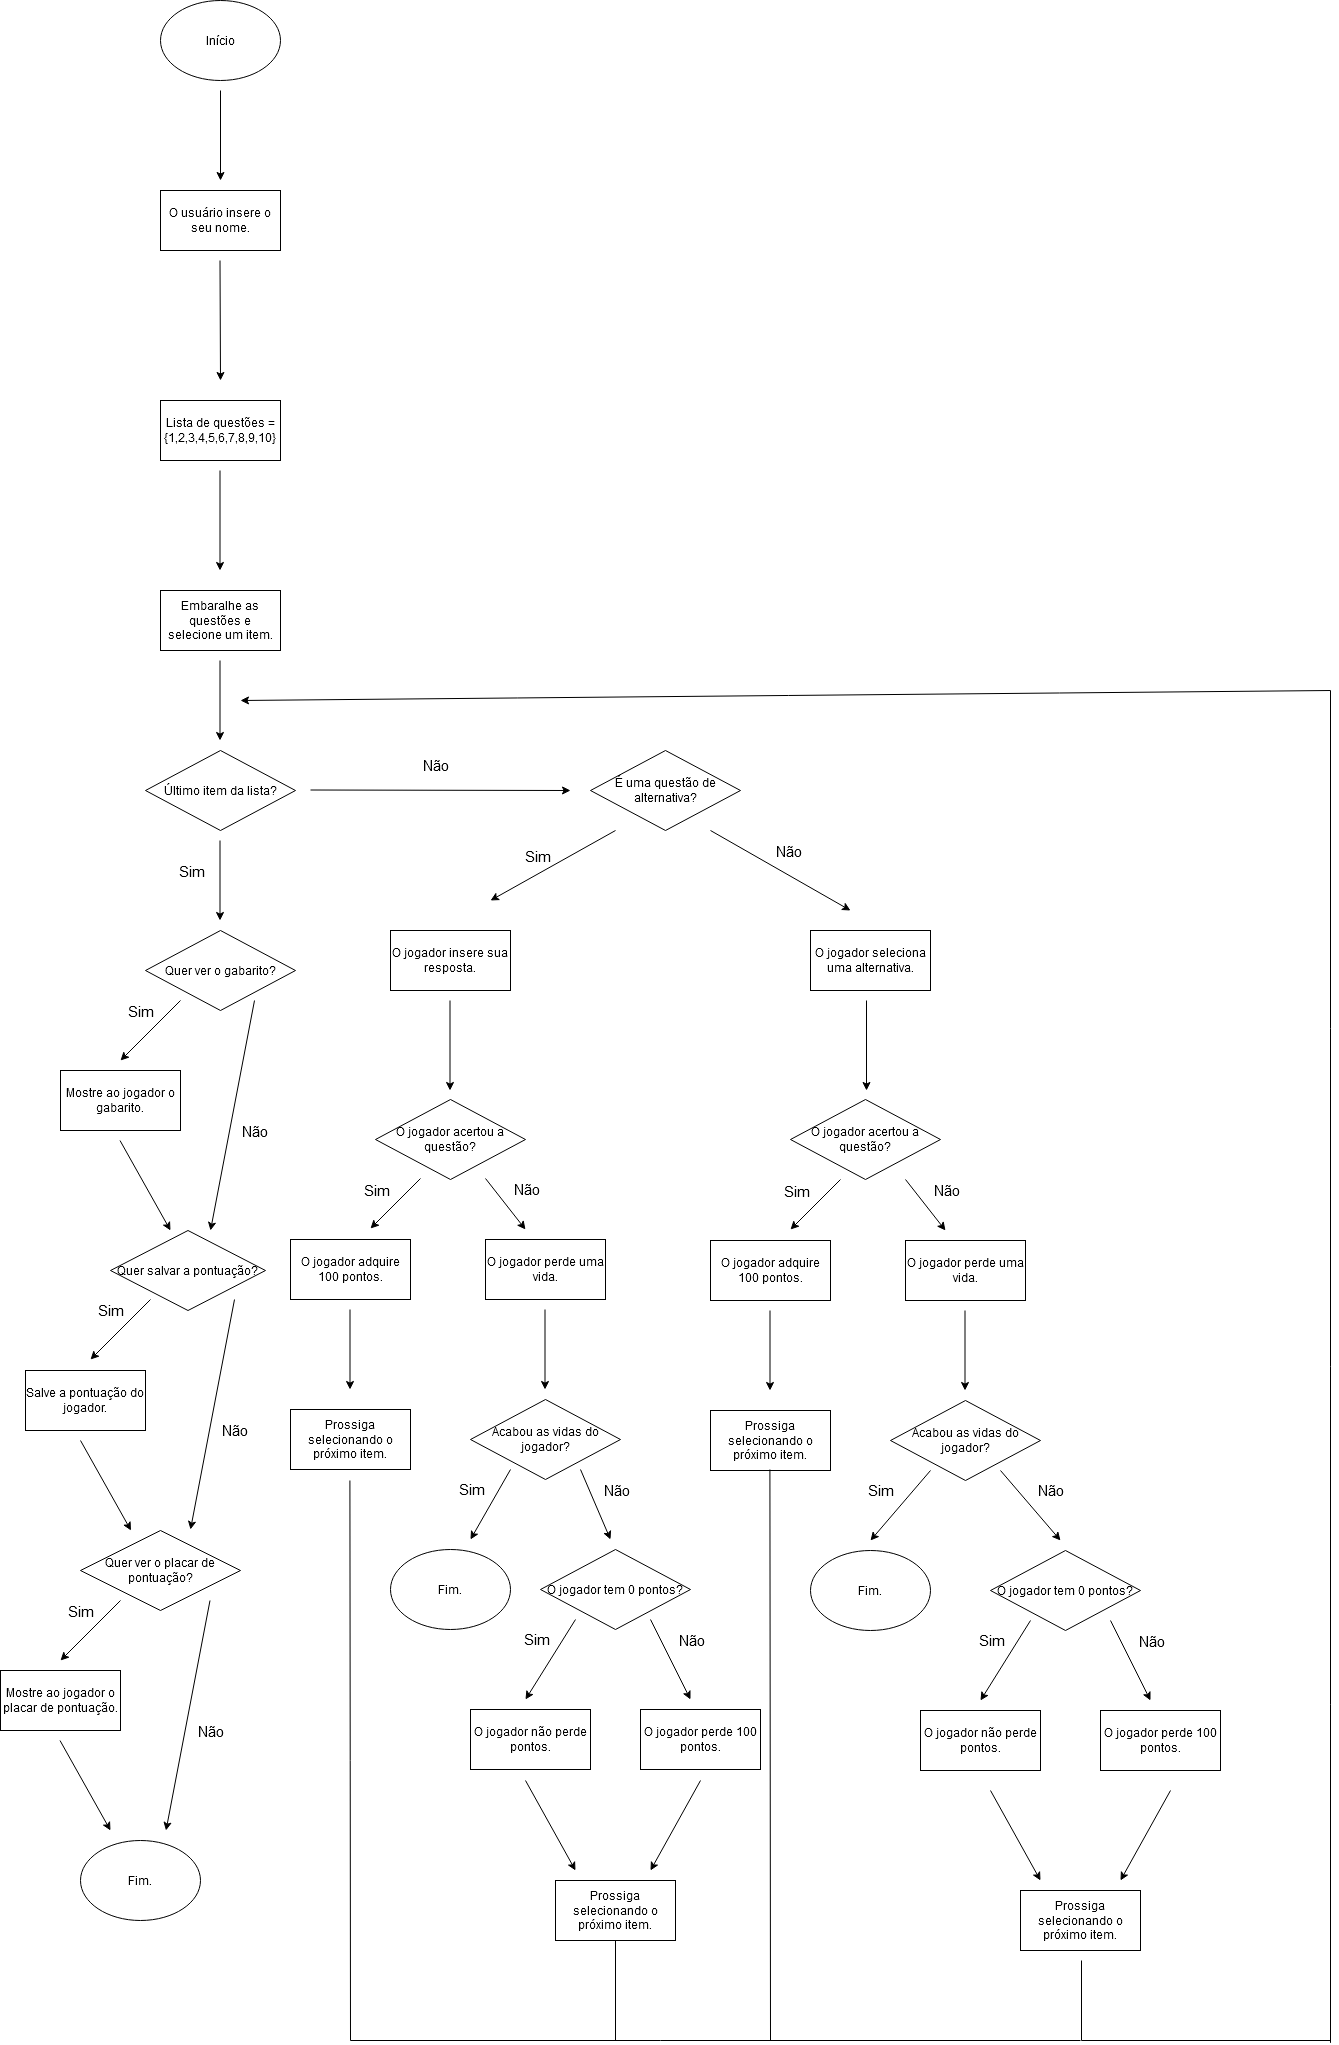 Início
O usuário insere o
seu nome.
Lista de questões =
{1,2,3,4,5,6,7,8,9,10}
Embaralhe as
questões e
selecione um item.
Último item da lista?
Não
É uma questão de
alternativa?
Sim
Sim
Não
Quer ver o gabarito?
O jogador insere sua
resposta.
O jogador seleciona
uma alternativa.
Sim
Não
Mostre ao jogador o
gabarito.
O jogador acertou a
questão?
O jogador acertou a
questão?
Sim
Não
Sim
Não
Quer salvar a pontuação?
O jogador adquire
100 pontos.
O jogador perde uma
vida.
O jogador adquire
100 pontos.
O jogador perde uma
vida.
Sim
Não
Salve a pontuação do
jogador.
Prossiga
selecionando o
próximo item.
Acabou as vidas do
jogador?
Prossiga
selecionando o
próximo item.
Acabou as vidas do
jogador?
Sim
Não
Sim
Não
Quer ver o placar de
pontuação?
Fim.
O jogador tem 0 pontos?
Fim.
O jogador tem 0 pontos?
Sim
Não
Sim
Não
Sim
Não
Mostre ao jogador o
placar de pontuação.
O jogador não perde
pontos.
O jogador perde 100
pontos.
O jogador não perde
pontos.
O jogador perde 100
pontos.
Fim.
Prossiga
selecionando o
próximo item.
Prossiga
selecionando o
próximo item.